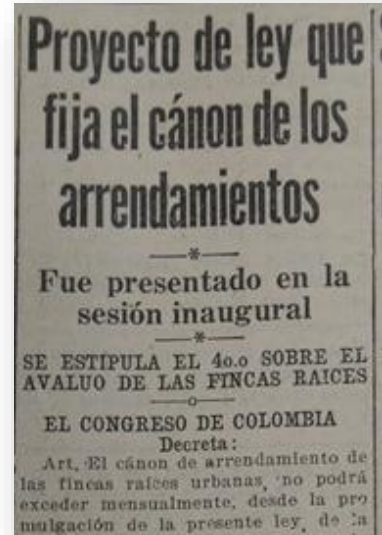 Proyecto de ley que
fija el cánon de los
arrendamientos
Fue presentado en la
sesión inaugural
SE ESTIPULA EL 4o.o SOBRE EL
AVALUO DE LAS FINCAS RAICES
EL CONGRESO DE COLOMBIA
Decreta:
Art. El cánon de arrendamiento de
las fincas raíces urbanas, no podrá
exceder mensualmente, desde la pro
mulgación de la presente ley, de la